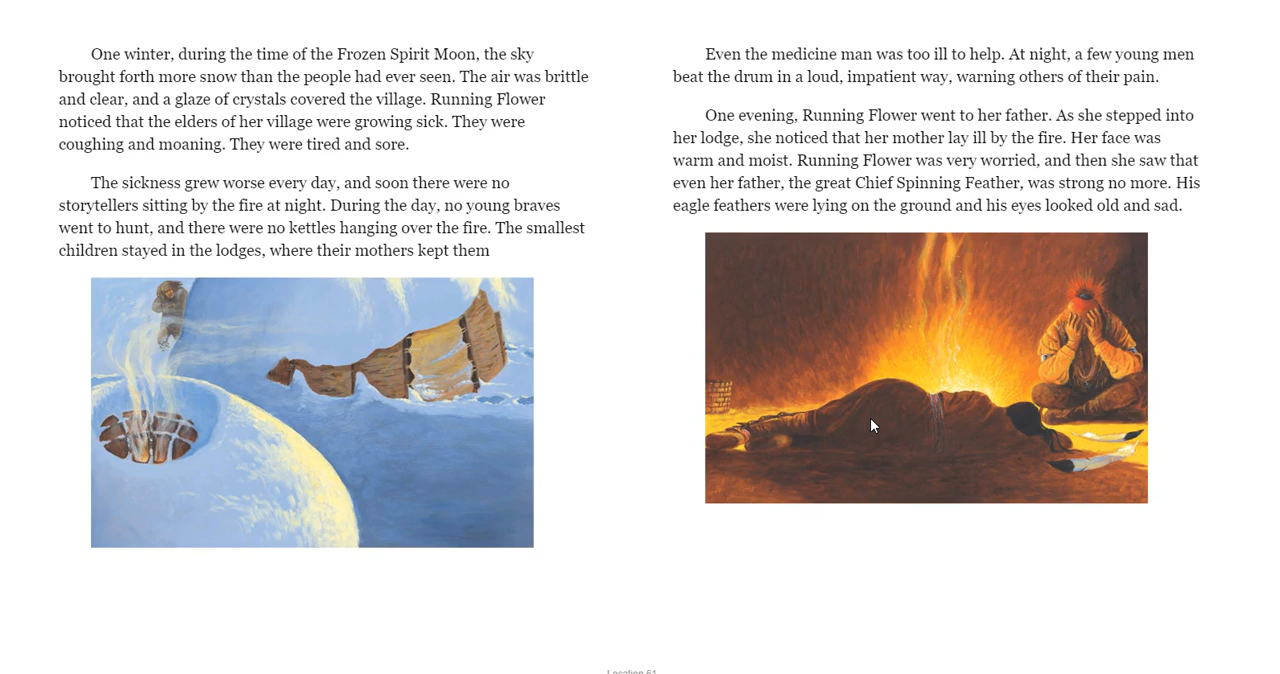 One winter, during the time of the Frozen Spirit Moon, the sky
brought forth more snow than the people had ever seen. The air was brittle
and clear, and a glaze of crystals covered the village. Running Flower
noticed that the elders of her village were growing sick. They were
coughing and moaning. They were tired and sore.
The sickness grew worse every day, and soon there were no
storytellers sitting by the fire at night. During the day, no young braves
went to hunt, and there were no kettles hanging over the fire. The smallest
children stayed in the lodges, where their mothers kept them
Even the medicine man was too ill to help. At night, a few young men
beat the drum in a loud, impatient way, warning others of their pain.
One evening, Running Flower went to her father. As she stepped into
her lodge, she noticed that her mother lay ill by the fire. Her face was
warm and moist. Running Flower was very worried, and then she saw that
even her father, the great Chief Spinning Feather, was strong no more. His
eagle feathers were lying on the ground and his eyes looked old and sad.
Location 61